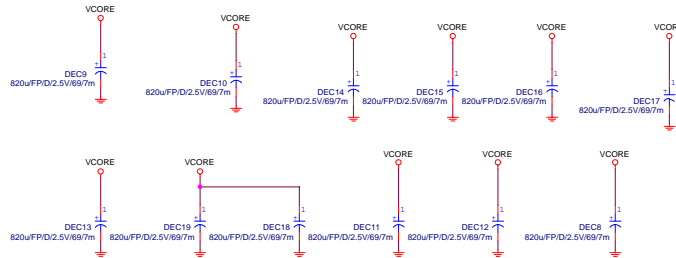 VCORE
1
+
DEC9
820u/FP/D/2.5V/69/7m
VCORE
1
+
DEC10
820u/FP/D/2.5V/69/7m
VCORE
1
+
DEC14
820u/FP/D/2.5V/69/7m
VCORE
1
+
DEC15
820u/FP/D/2.5V/69/7m
VCORE
1
+
DEC16
820u/FP/D/2.5V/69/7m
VCORE
1
+
DEC17
820u/FP/D/2.5V/69/7m
VCORE
1
+
DEC13
820u/FP/D/2.5V/69/7m
VCORE
1
+
DEC19
820u/FP/D/2.5V/69/7m
1
+
DEC18
820u/FP/D/2.5V/69/7m
VCORE
1
+
DEC11
820u/FP/D/2.5V/69/7m
VCORE
1
+
DEC12
820u/FP/D/2.5V/69/7m
VCORE
1
+
DEC8
820u/FP/D/2.5V/69/7m